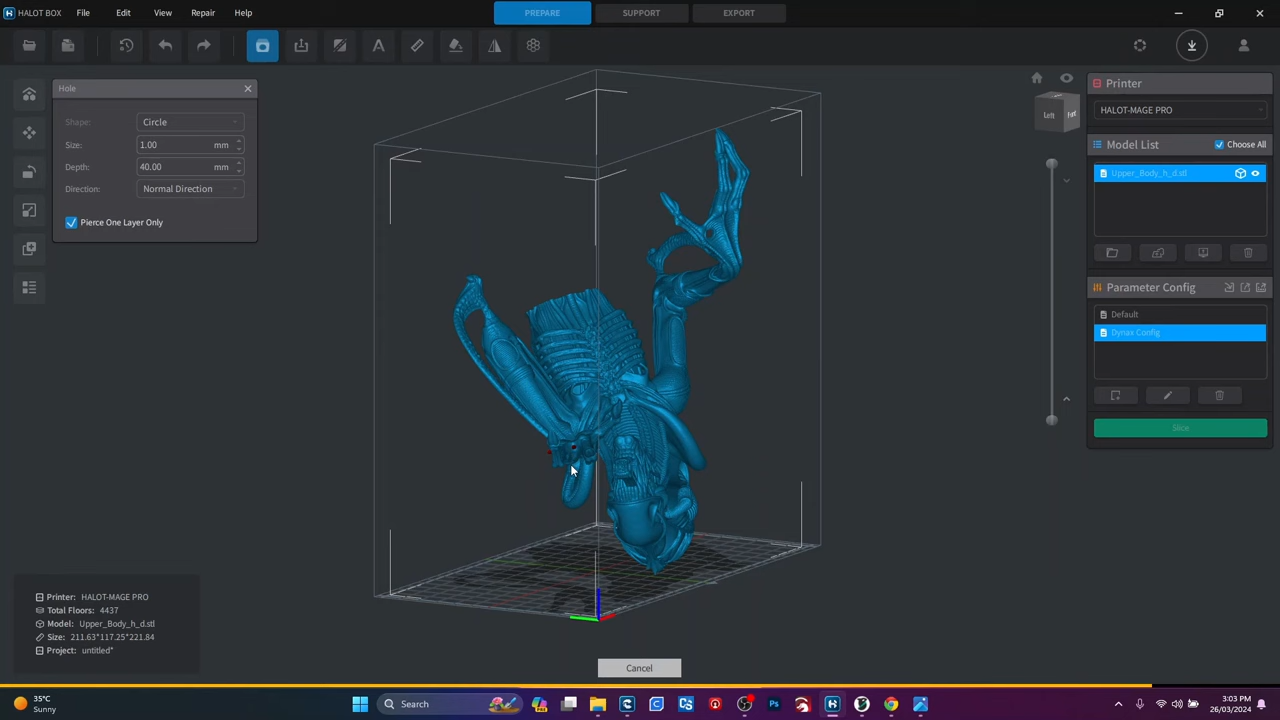 HALOT BOX File Edit View Repair Help PREPARE SUPPORT EXPORT
Hole
Shape: Circle
Size: 1.00 mm
Depth: 40.00 mm
Direction: Normal Direction
Pierce One Layer Only
Left
Printer
HALOT-MAGE PRO
Model List Choose All
Upper_Body_h_d.stl
Parameter Config
Default
Dynax Config
Slice
Printer: HALOT-MAGE PRO
Total Floors: 4437
Model: Upper_Body_h_d.stl
Size: 211.63*117.25*221.84
Project: untitled*
Cancel
35°C
Sunny
Search
3:03 PM
26/03/2024